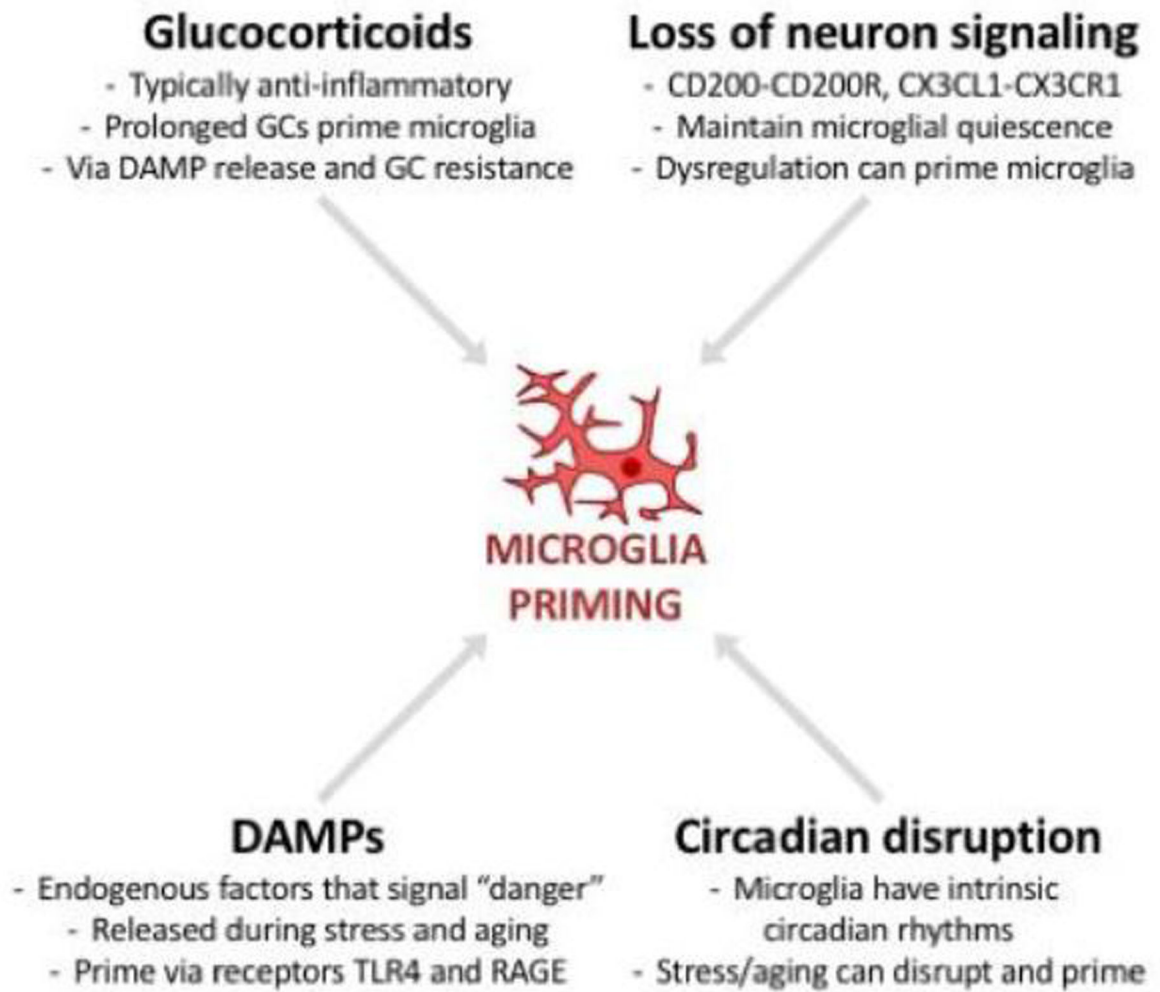 Glucocorticoids
- Typically anti-inflammatory
- Prolonged GCs prime microglia
- Via DAMP release and GC resistance
Loss of neuron signaling
- CD200-CD200R, CX3CL1-CX3CR1
- Maintain microglial quiescence
- Dysregulation can prime microglia
MICROGLIA
PRIMING
DAMPs
- Endogenous factors that signal “danger”
- Released during stress and aging
- Prime via receptors TLR4 and RAGE
Circadian disruption
- Microglia have intrinsic
circadian rhythms
- Stress/aging can disrupt and prime